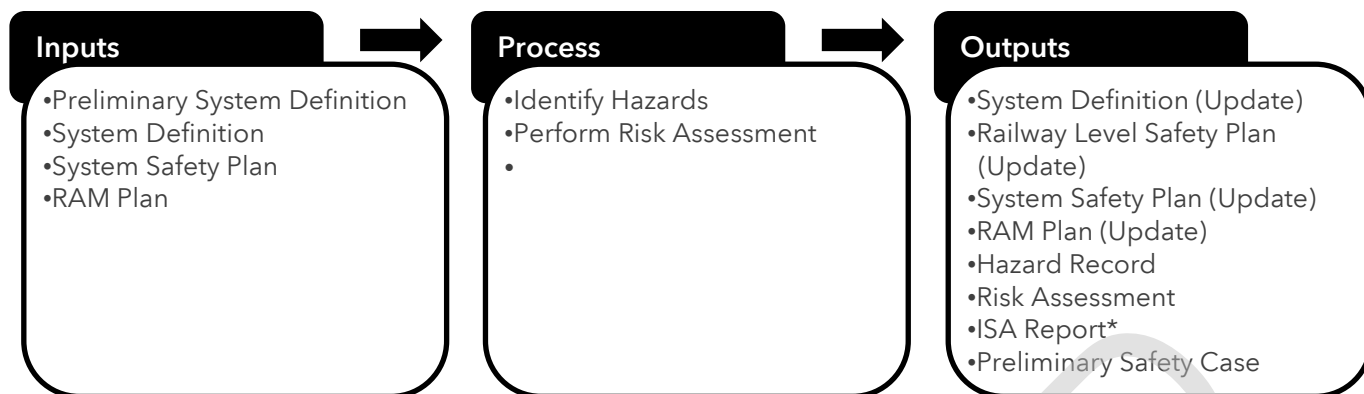 Inputs
•Preliminary System Definition
•System Definition
•System Safety Plan
•RAM Plan
Process
•Identify Hazards
•Perform Risk Assessment
•
Outputs
•System Definition (Update)
•Railway Level Safety Plan
(Update)
•System Safety Plan (Update)
•RAM Plan (Update)
•Hazard Record
•Risk Assessment
•ISA Report*
•Preliminary Safety Case